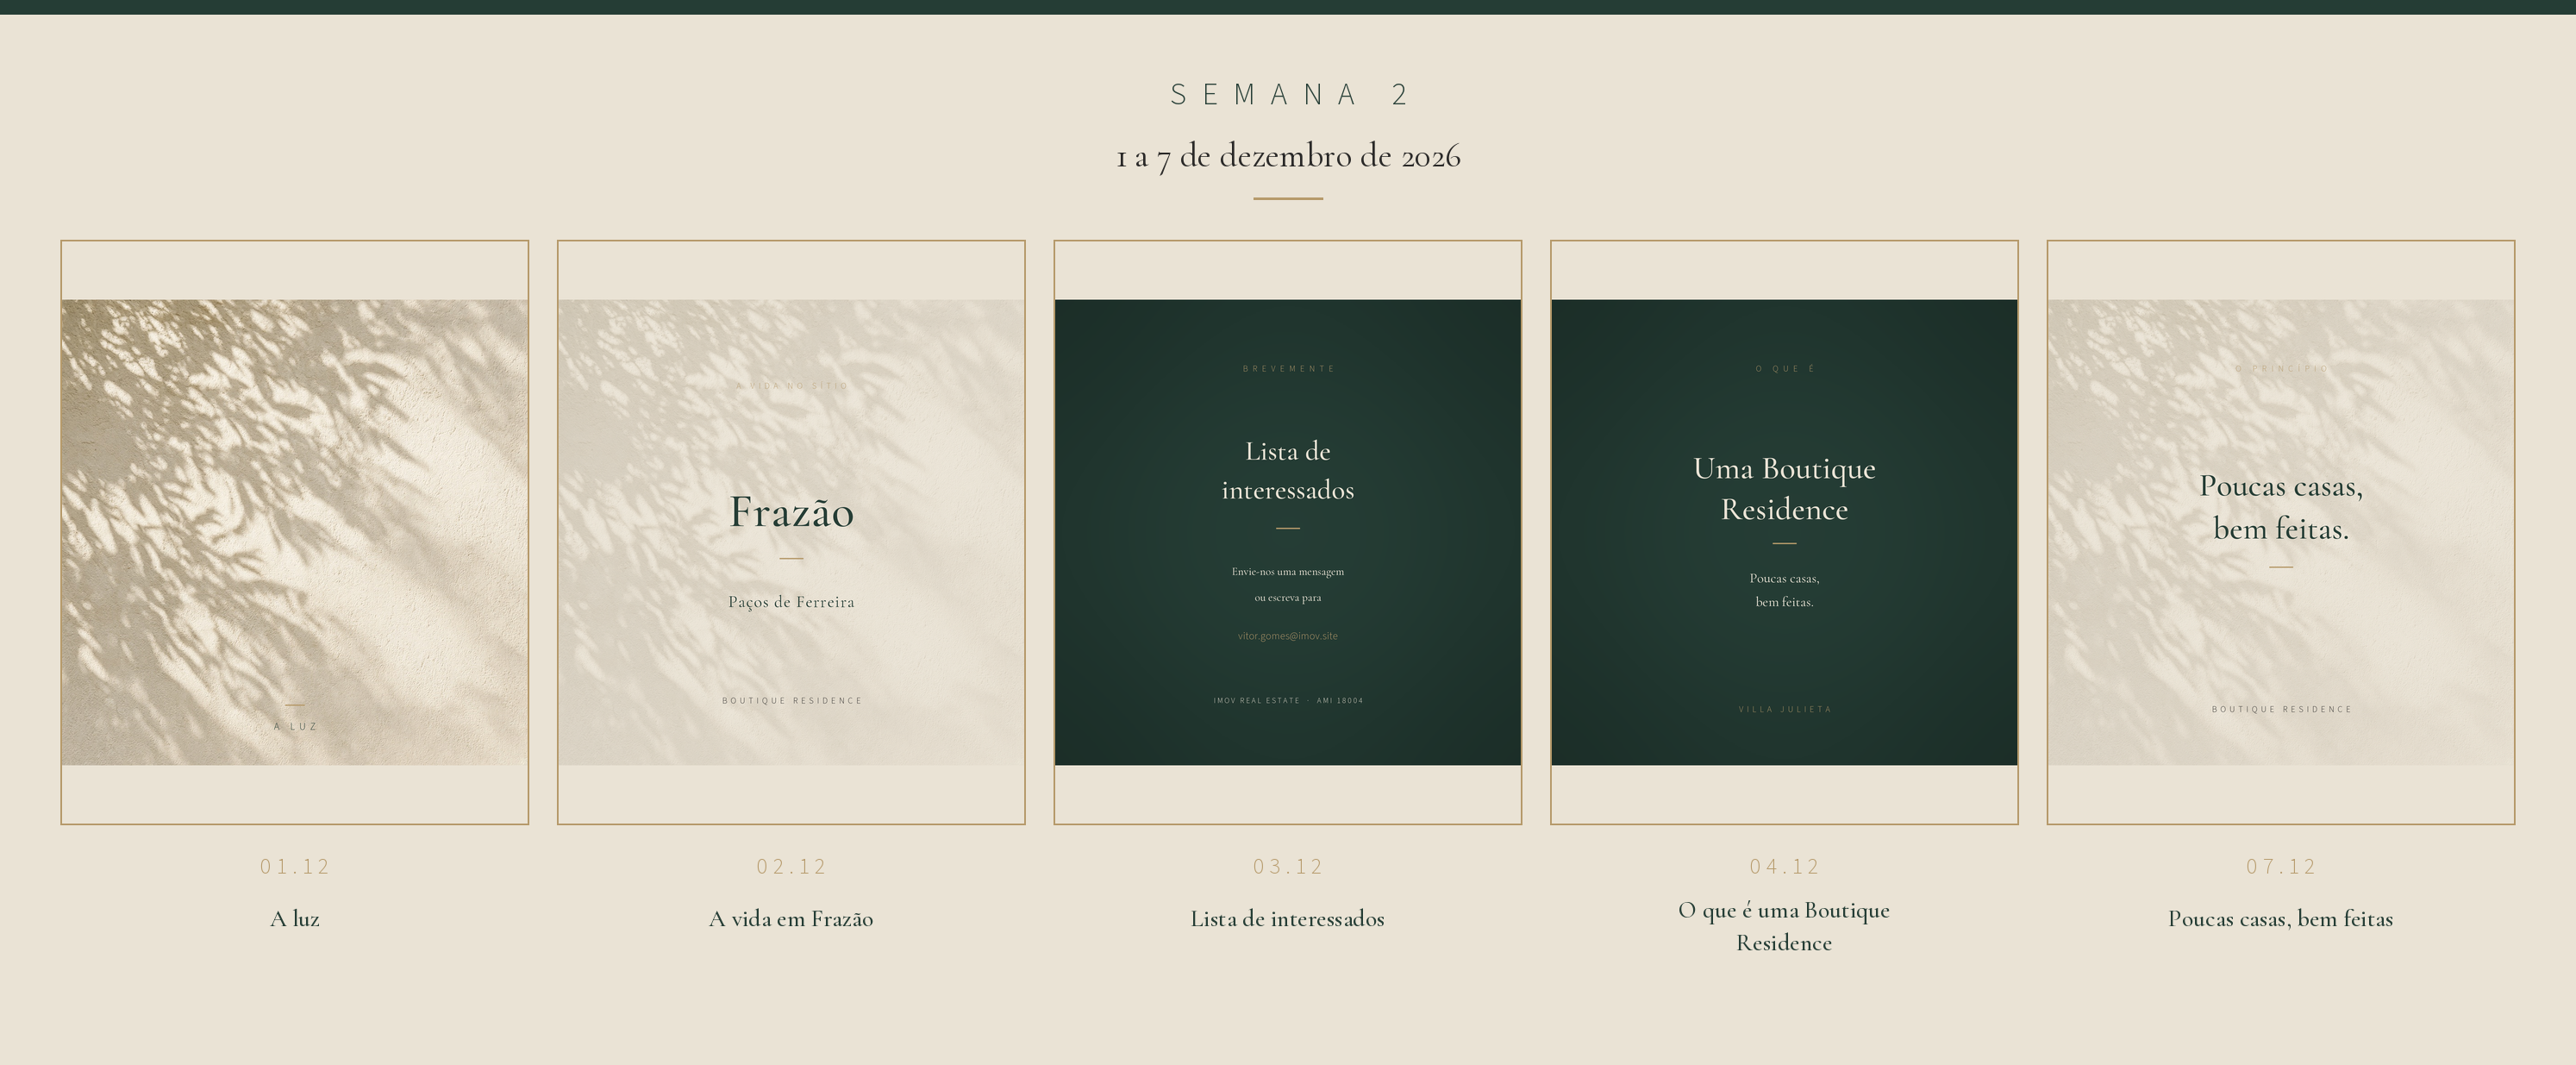 SEMANA 2
1 a 7 de dezembro de 2026
A LUZ
01.12
A luz
A VIDA NO SÍTIO
Frazão
Paços de Ferreira
BOUTIQUE RESIDENCE
02.12
A vida em Frazão
BREVEMENTE
Lista de
interessados
Envie-nos uma mensagem
ou escreva para
vitor.gomes@imov.site
IMOV REAL ESTATE · AMI 18004
03.12
Lista de interessados
O QUE É
Uma Boutique
Residence
Poucas casas,
bem feitas.
VILLA JULIETA
04.12
O que é uma Boutique
Residence
O PRINCÍPIO
Poucas casas,
bem feitas.
BOUTIQUE RESIDENCE
07.12
Poucas casas, bem feitas